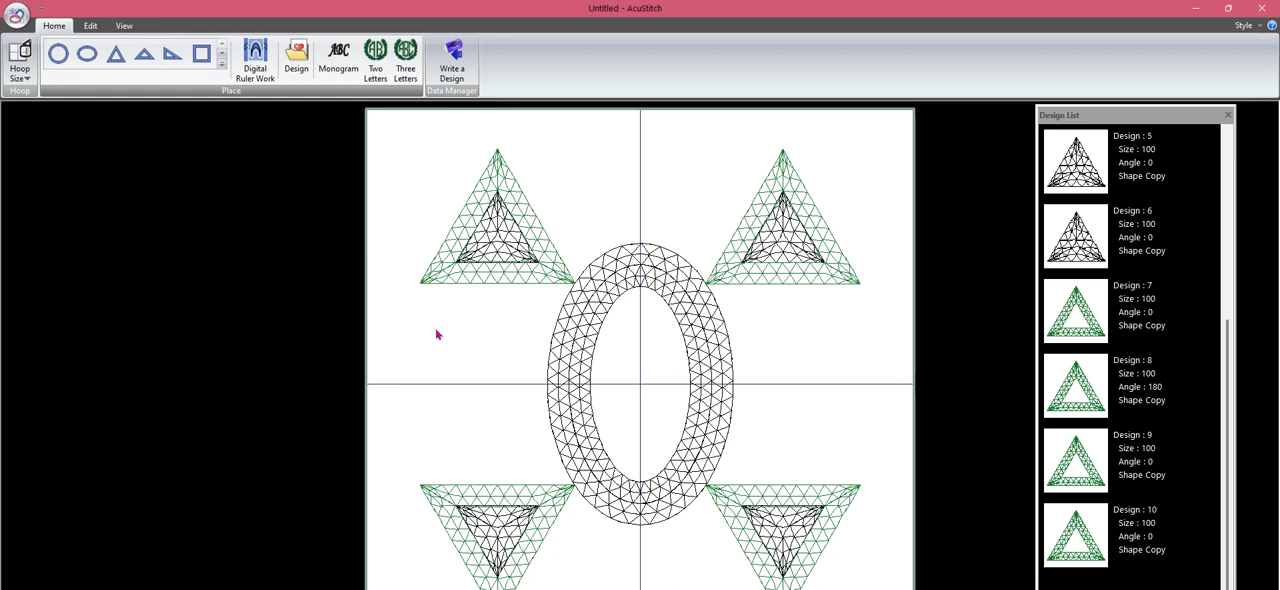 Untitled - AcuStitch
Home Edit View
Style
Hoop Size
Digital Ruler Work
Design
ABC
Monogram
Two Letters
Three Letters
Write a Design
Hoop
Place
Data Manager
Design List
Design : 5
Size : 100
Angle : 0
Shape Copy
Design : 6
Size : 100
Angle : 0
Shape Copy
Design : 7
Size : 100
Angle : 0
Shape Copy
Design : 8
Size : 100
Angle : 180
Shape Copy
Design : 9
Size : 100
Angle : 0
Shape Copy
Design : 10
Size : 100
Angle : 0
Shape Copy